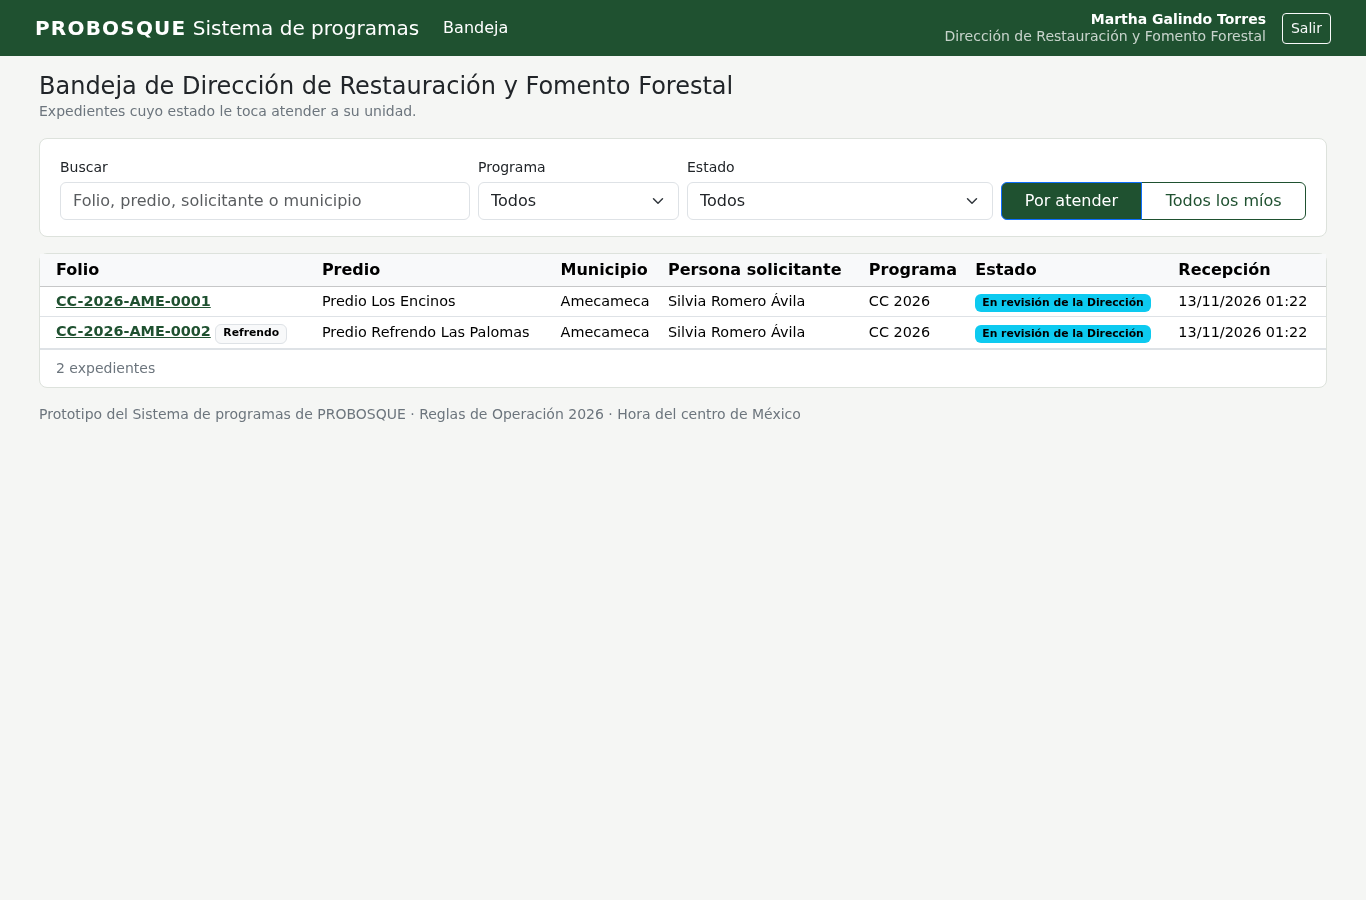 PROBOSQUE Sistema de programas Bandeja
Martha Galindo Torres
Dirección de Restauración y Fomento Forestal
Salir
Bandeja de Dirección de Restauración y Fomento Forestal
Expedientes cuyo estado le toca atender a su unidad.
Buscar Programa Estado
Folio, predio, solicitante o municipio Todos Todos Por atender Todos los míos
Folio Predio Municipio Persona solicitante Programa Estado Recepción
CC-2026-AME-0001 Predio Los Encinos Amecameca Silvia Romero Ávila CC 2026 En revisión de la Dirección 13/11/2026 01:22
CC-2026-AME-0002 Refrendo Predio Refrendo Las Palomas Amecameca Silvia Romero Ávila CC 2026 En revisión de la Dirección 13/11/2026 01:22
2 expedientes
Prototipo del Sistema de programas de PROBOSQUE · Reglas de Operación 2026 · Hora del centro de México